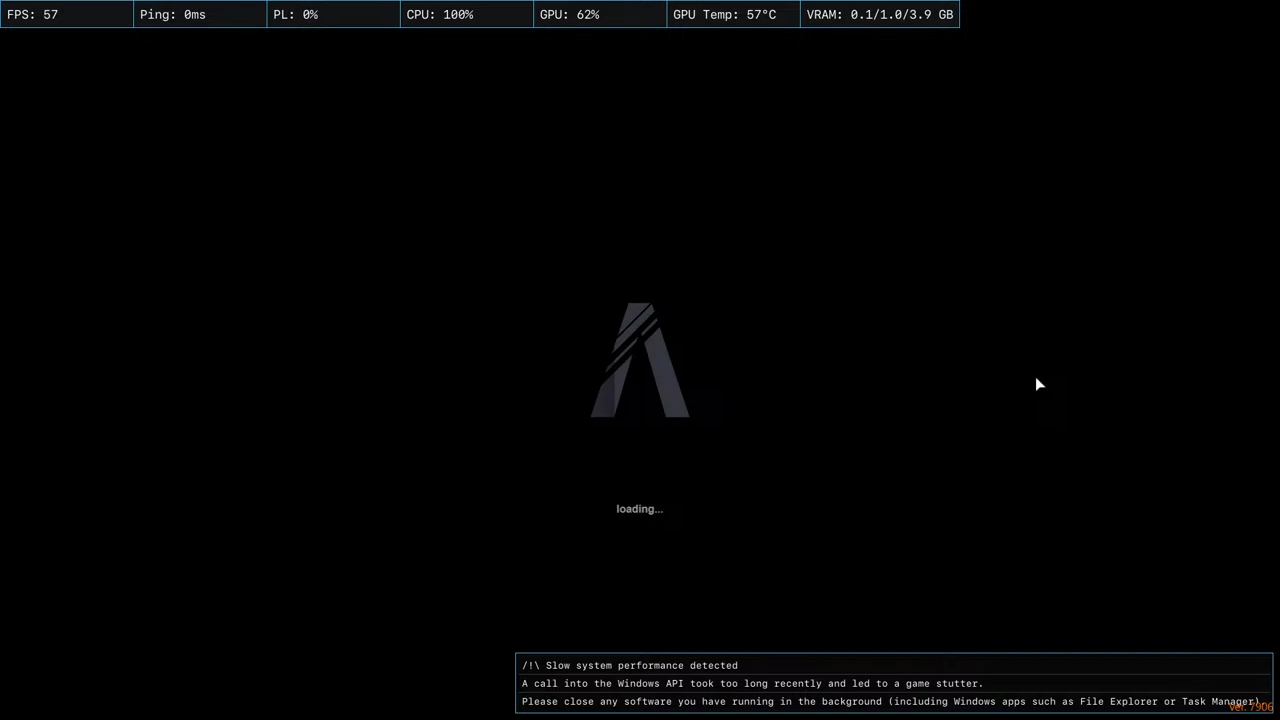 FPS: 57 Ping: 0ms PL: 0% CPU: 100% GPU: 62% GPU Temp: 57°C VRAM: 0.1/1.0/3.9 GB
loading...
/!\ Slow system performance detected
A call into the Windows API took too long recently and led to a game stutter.
Please close any software you have running in the background (including Windows apps such as File Explorer or Task Manager).
Ver. 7906